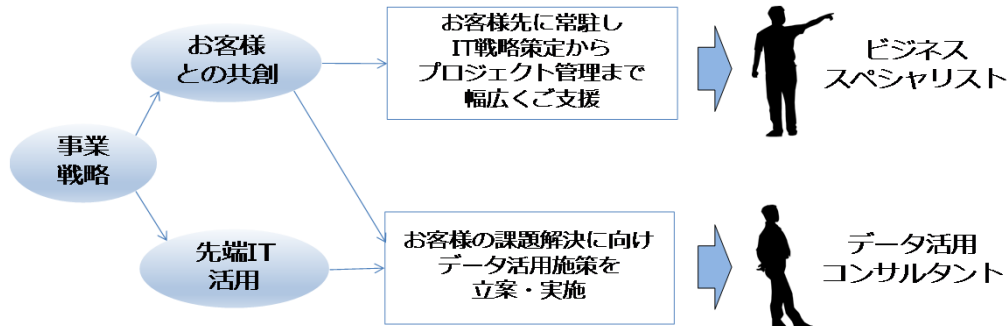 事業
戦略
お客様
との共創
先端IT
活用
お客様先に常駐し
IT戦略策定から
プロジェクト管理まで
幅広くご支援
お客様の課題解決に向け
データ活用施策を
立案・実施
ビジネス
スペシャリスト
データ活用
コンサルタント